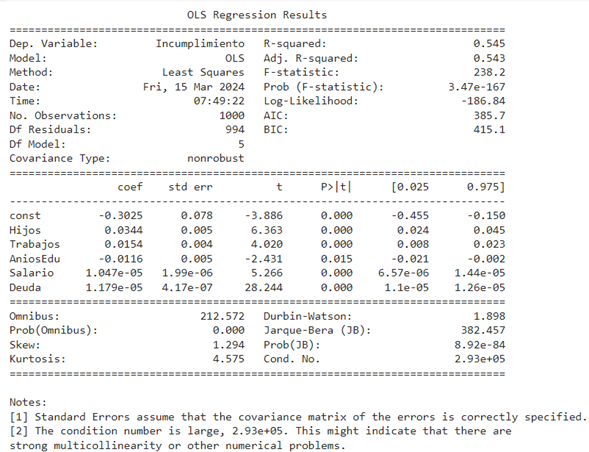 OLS Regression Results
==============================================================================
Dep. Variable: Incumplimiento R-squared: 0.545
Model: OLS Adj. R-squared: 0.543
Method: Least Squares F-statistic: 238.2
Date: Fri, 15 Mar 2024 Prob (F-statistic): 3.47e-167
Time: 07:49:22 Log-Likelihood: -186.84
No. Observations: 1000 AIC: 385.7
Df Residuals: 994 BIC: 415.1
Df Model: 5
Covariance Type: nonrobust
==============================================================================
coef std err t P>|t| [0.025 0.975]
------------------------------------------------------------------------------
const -0.3025 0.078 -3.886 0.000 -0.455 -0.150
Hijos 0.0344 0.005 6.363 0.000 0.024 0.045
Trabajos 0.0154 0.004 4.020 0.000 0.008 0.023
AniosEdu -0.0116 0.005 -2.431 0.015 -0.021 -0.002
Salario 1.047e-05 1.99e-06 5.266 0.000 6.57e-06 1.44e-05
Deuda 1.179e-05 4.17e-07 28.244 0.000 1.1e-05 1.26e-05
==============================================================================
Omnibus: 212.572 Durbin-Watson: 1.898
Prob(Omnibus): 0.000 Jarque-Bera (JB): 382.457
Skew: 1.294 Prob(JB): 8.92e-84
Kurtosis: 4.575 Cond. No. 2.93e+05
==============================================================================
Notes:
[1] Standard Errors assume that the covariance matrix of the errors is correctly specified.
[2] The condition number is large, 2.93e+05. This might indicate that there are
strong multicollinearity or other numerical problems.